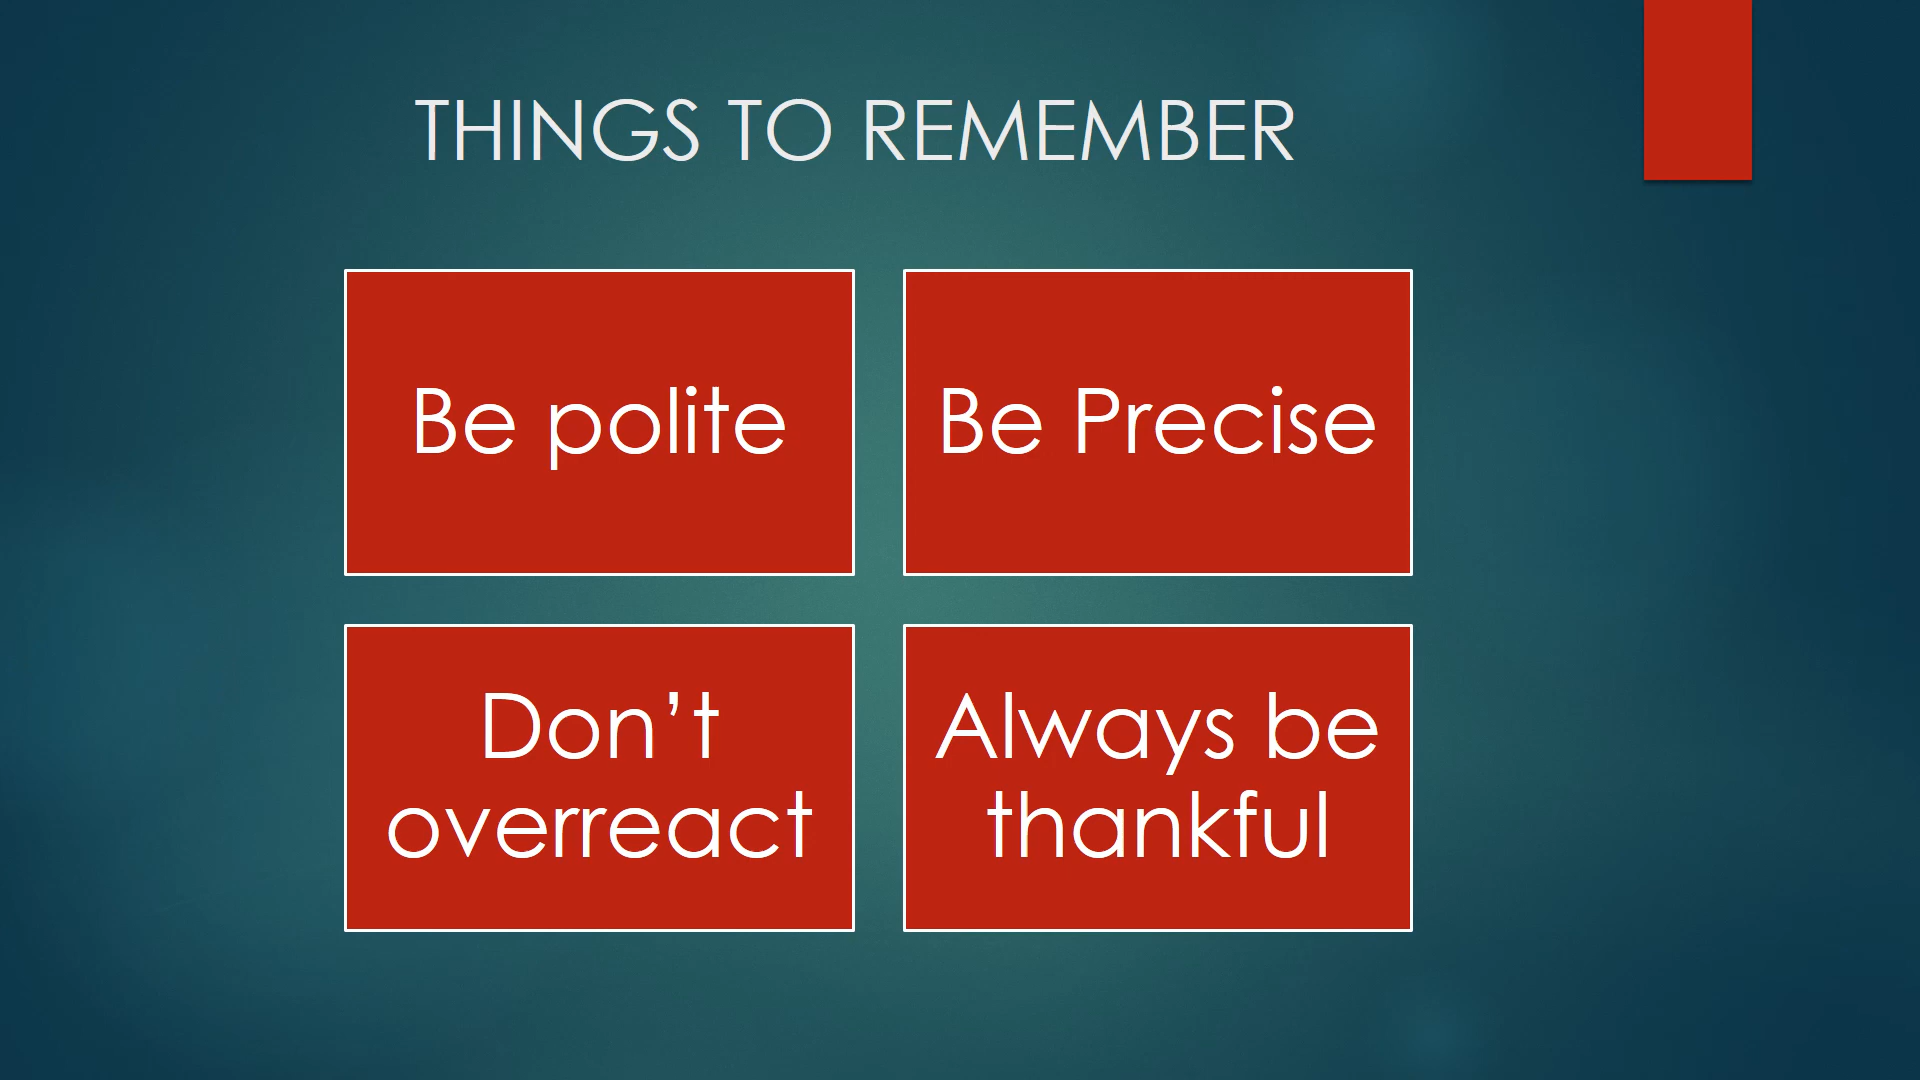 THINGS TO REMEMBER
Be polite
Be Precise
Don’t
overreact
Always be
thankful